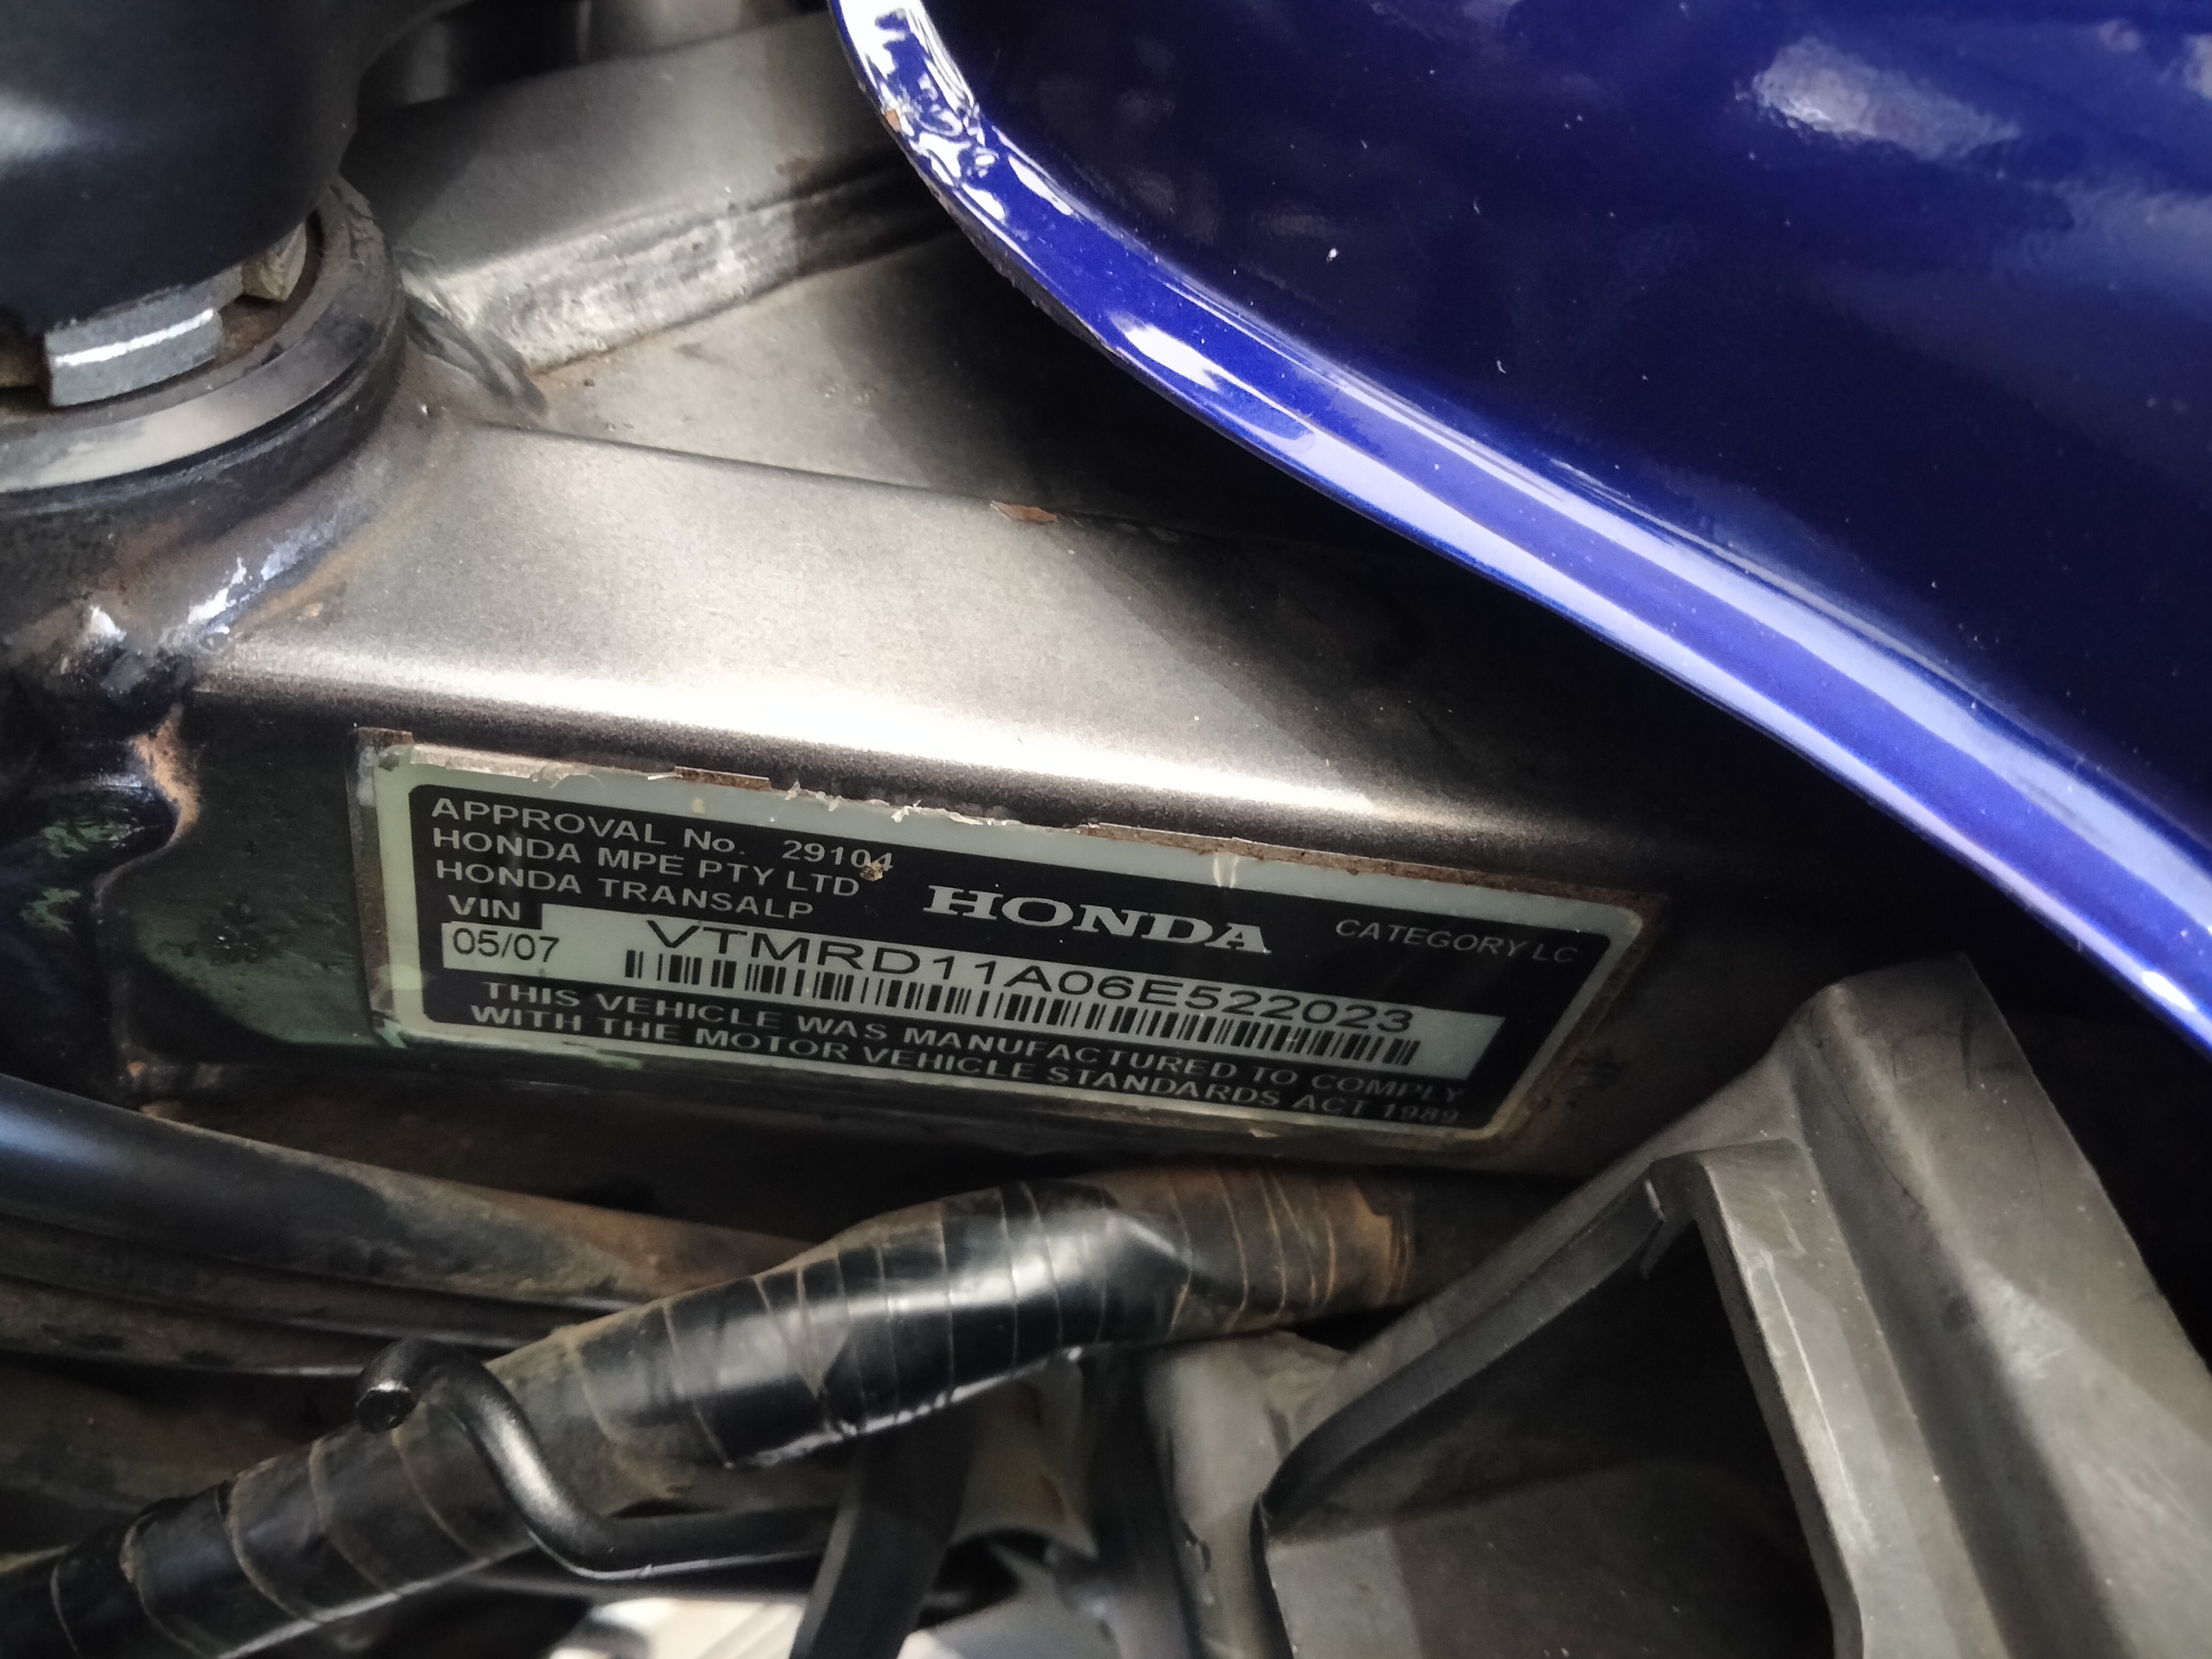 APPROVAL No. 29104
HONDA MPE PTY LTD
HONDA TRANSALP
HONDA
CATEGORY LC
VIN
VTMRD11A06E522023
05/07
THIS VEHICLE WAS MANUFACTURED TO COMPLY
WITH THE MOTOR VEHICLE STANDARDS ACT 1989